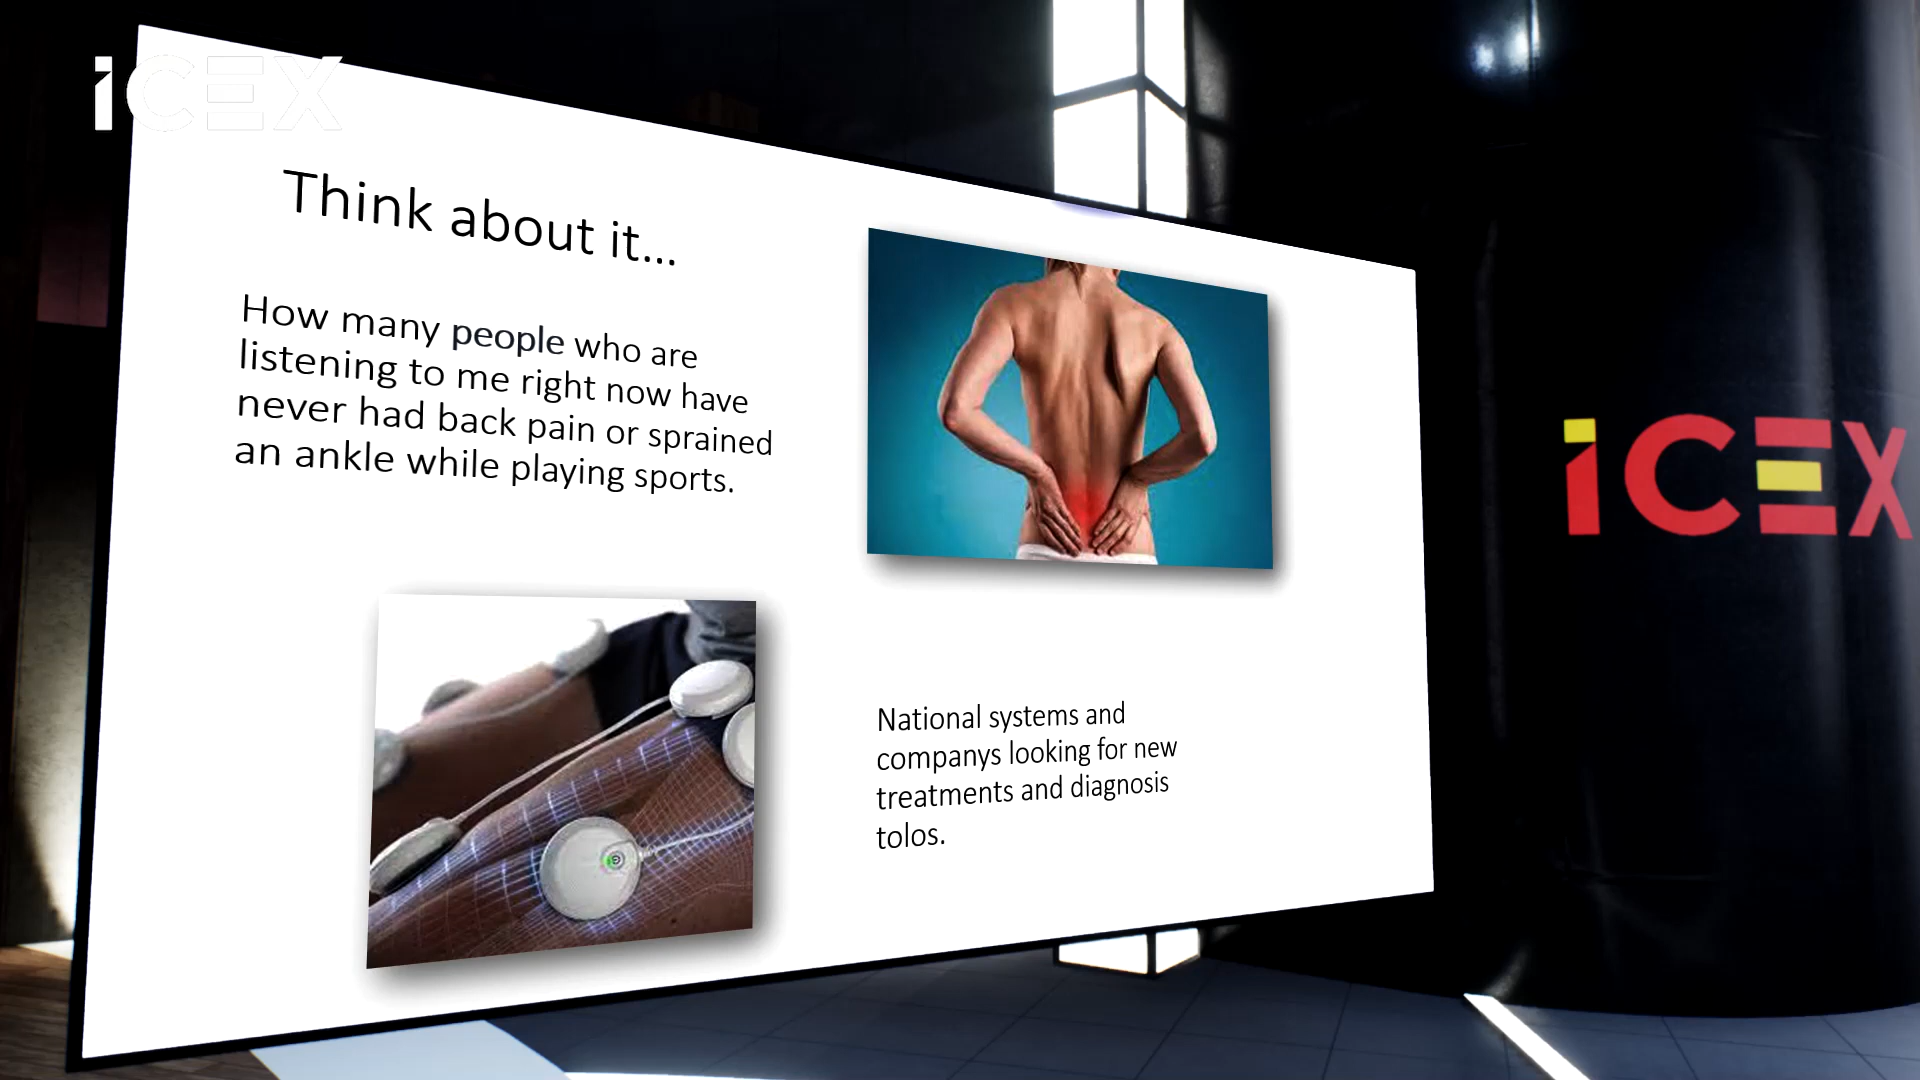 iCEX
Think about it...
How many people who are
listening to me right now have
never had back pain or sprained
an ankle while playing sports.
National systems and
companys looking for new
treatments and diagnosis
tolos.
iCEX